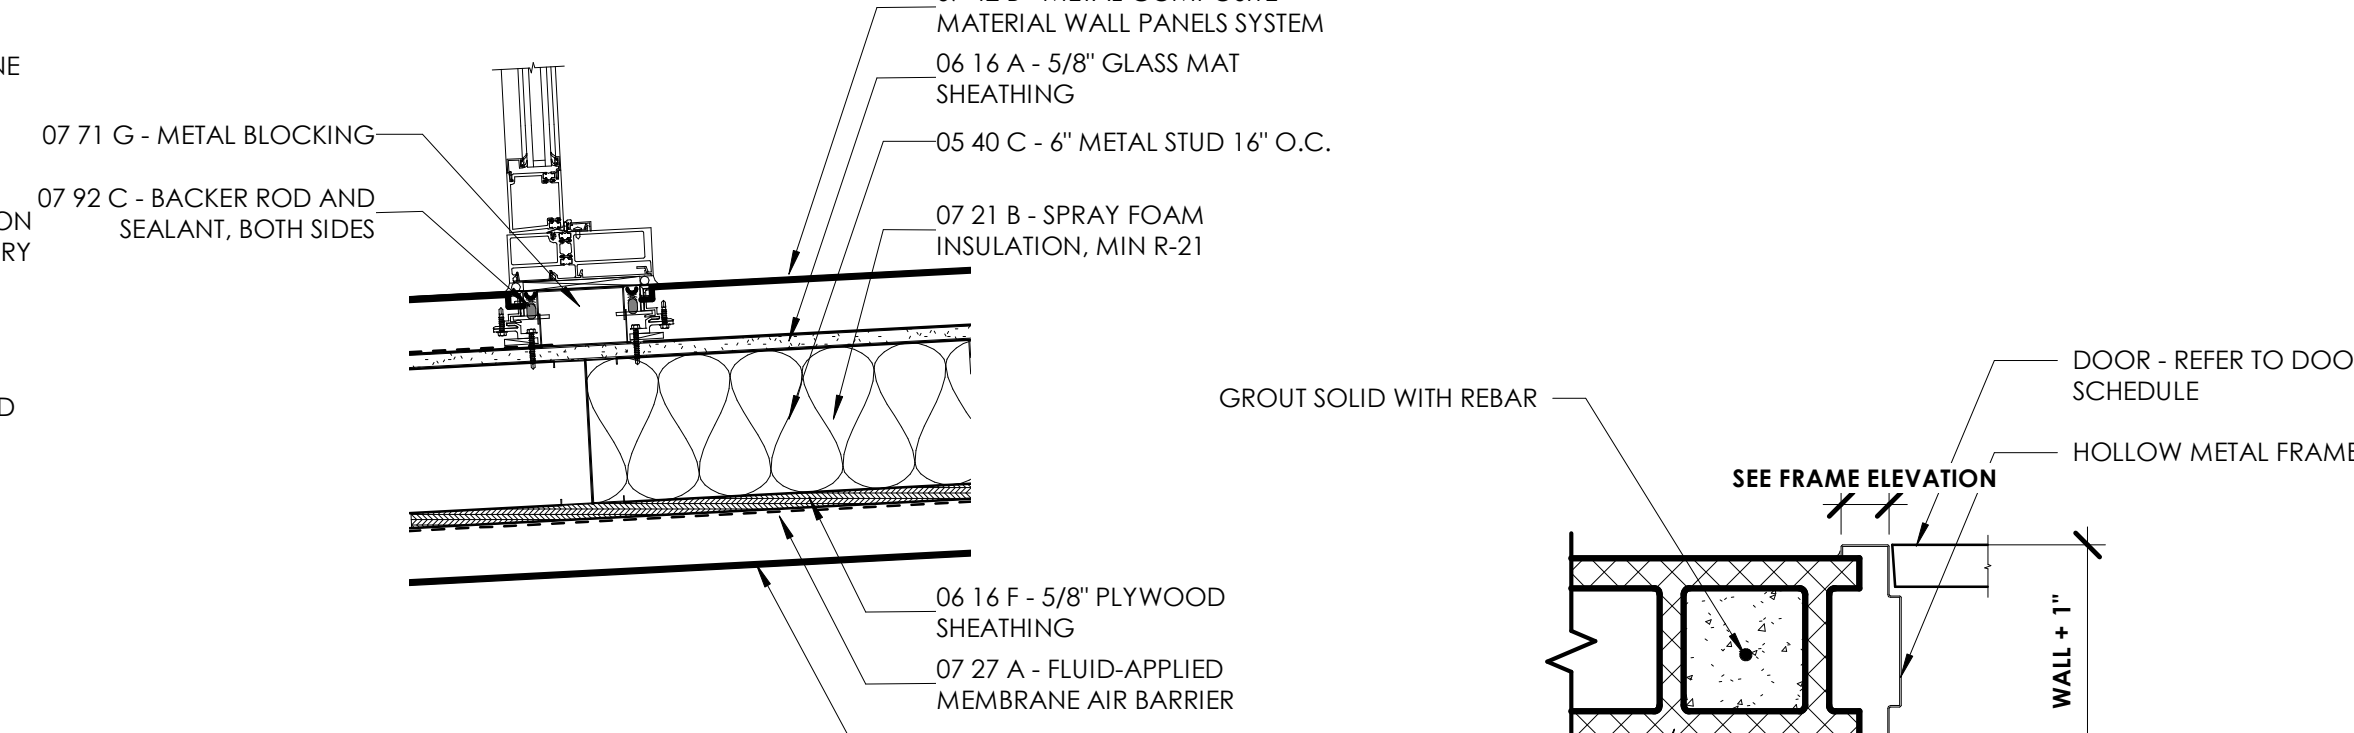 MATERIAL WALL PANELS SYSTEM
06 16 A - 5/8" GLASS MAT
SHEATHING
05 40 C - 6" METAL STUD 16" O.C.
07 21 B - SPRAY FOAM
INSULATION, MIN R-21
NE
07 71 G - METAL BLOCKING
07 92 C - BACKER ROD AND
SEALANT, BOTH SIDES
ON
RY
D
06 16 F - 5/8" PLYWOOD
SHEATHING
07 27 A - FLUID-APPLIED
MEMBRANE AIR BARRIER
GROUT SOLID WITH REBAR
DOOR - REFER TO DOO
SCHEDULE
HOLLOW METAL FRAME
SEE FRAME ELEVATION
WALL + 1"